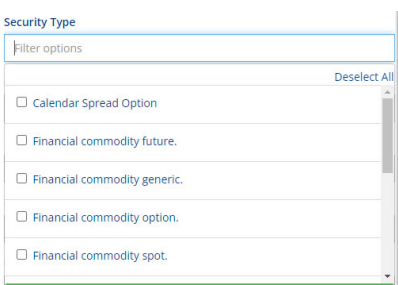 Security Type
Filter options
Deselect All
Calendar Spread Option
Financial commodity future.
Financial commodity generic.
Financial commodity option.
Financial commodity spot.